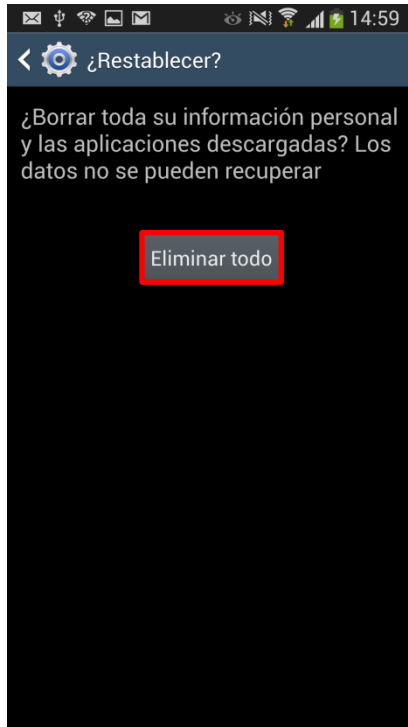 14:59
¿Restablecer?
¿Borrar toda su información personal
y las aplicaciones descargadas? Los
datos no se pueden recuperar
Eliminar todo